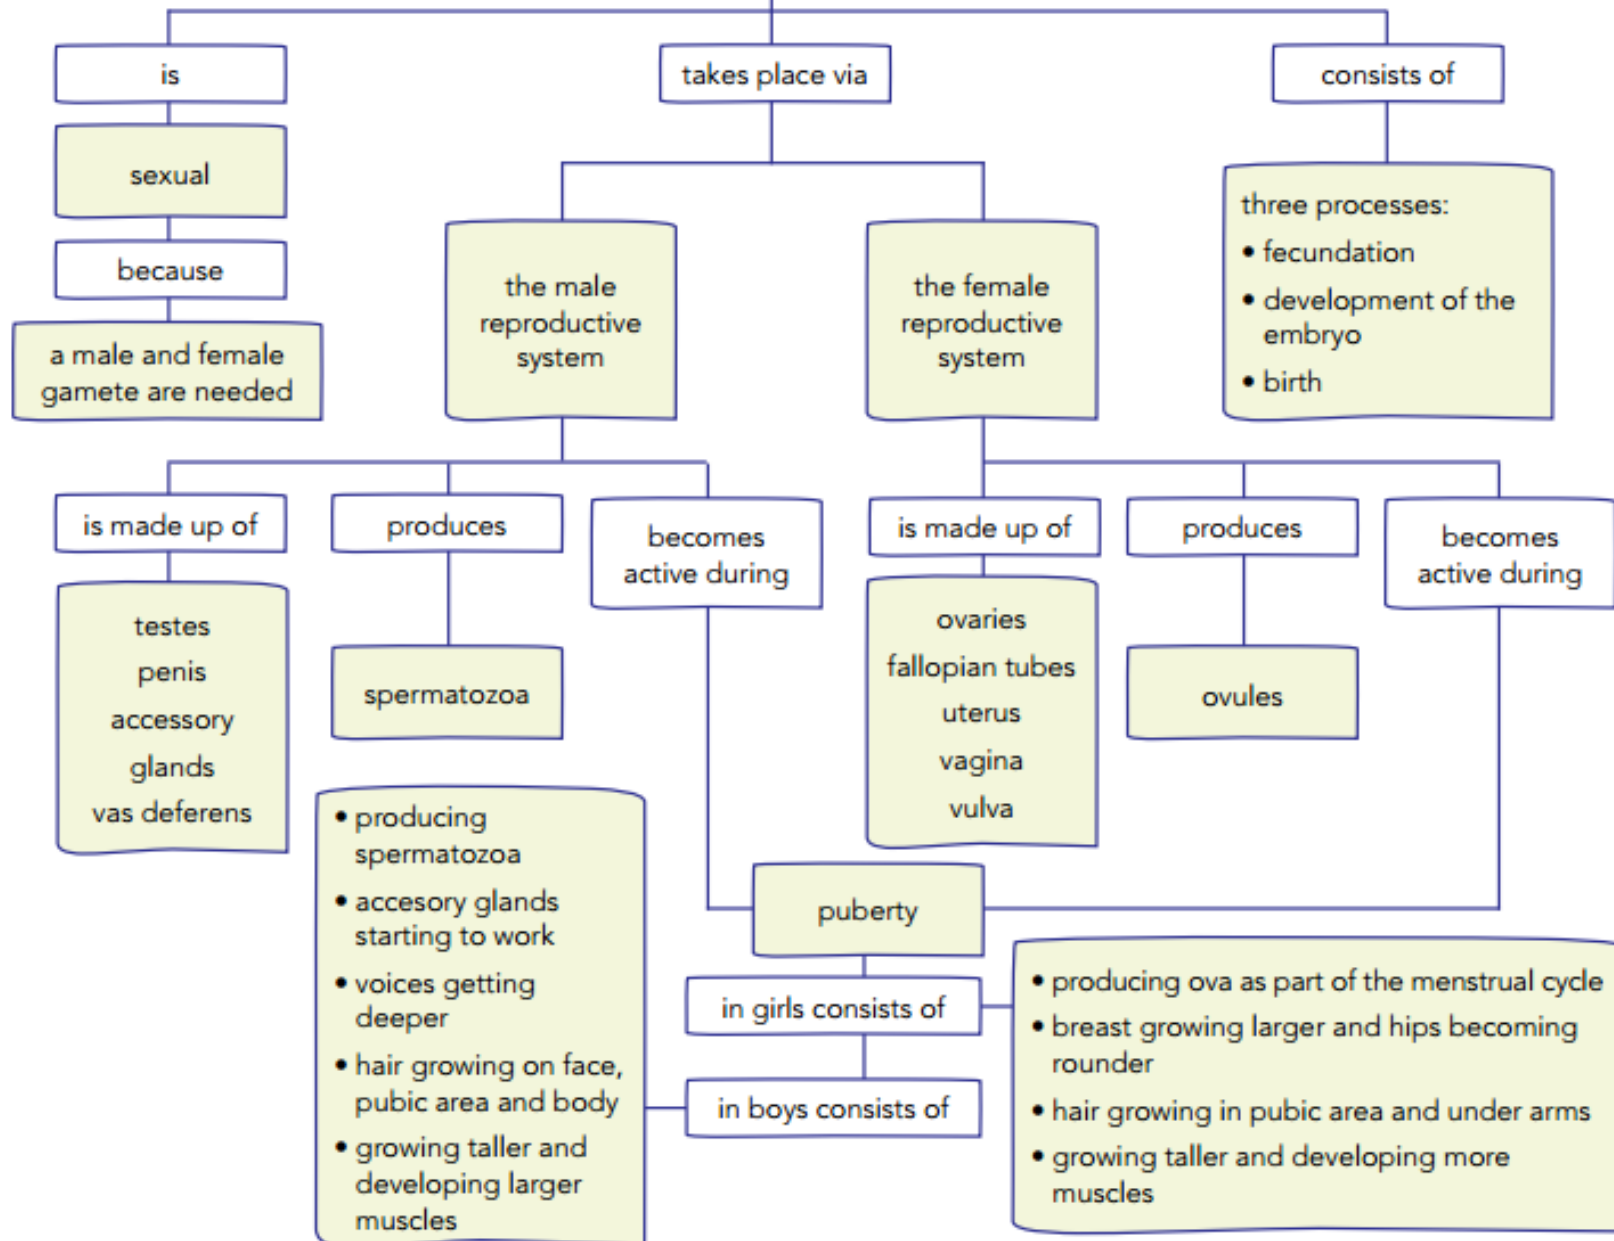 is
takes place via
consists of
sexual
because
a male and female
gamete are needed
the male
reproductive
system
the female
reproductive
system
three processes:
• fecundation
• development of the
embryo
• birth
is made up of
produces
becomes
active during
is made up of
produces
becomes
active during
testes
penis
accessory
glands
vas deferens
spermatozoa
ovaries
fallopian tubes
uterus
vagina
vulva
ovules
• producing
spermatozoa
• accesory glands
starting to work
• voices getting
deeper
• hair growing on face,
pubic area and body
• growing taller and
developing larger
muscles
puberty
in girls consists of
in boys consists of
• producing ova as part of the menstrual cycle
• breast growing larger and hips becoming
rounder
• hair growing in pubic area and under arms
• growing taller and developing more
muscles